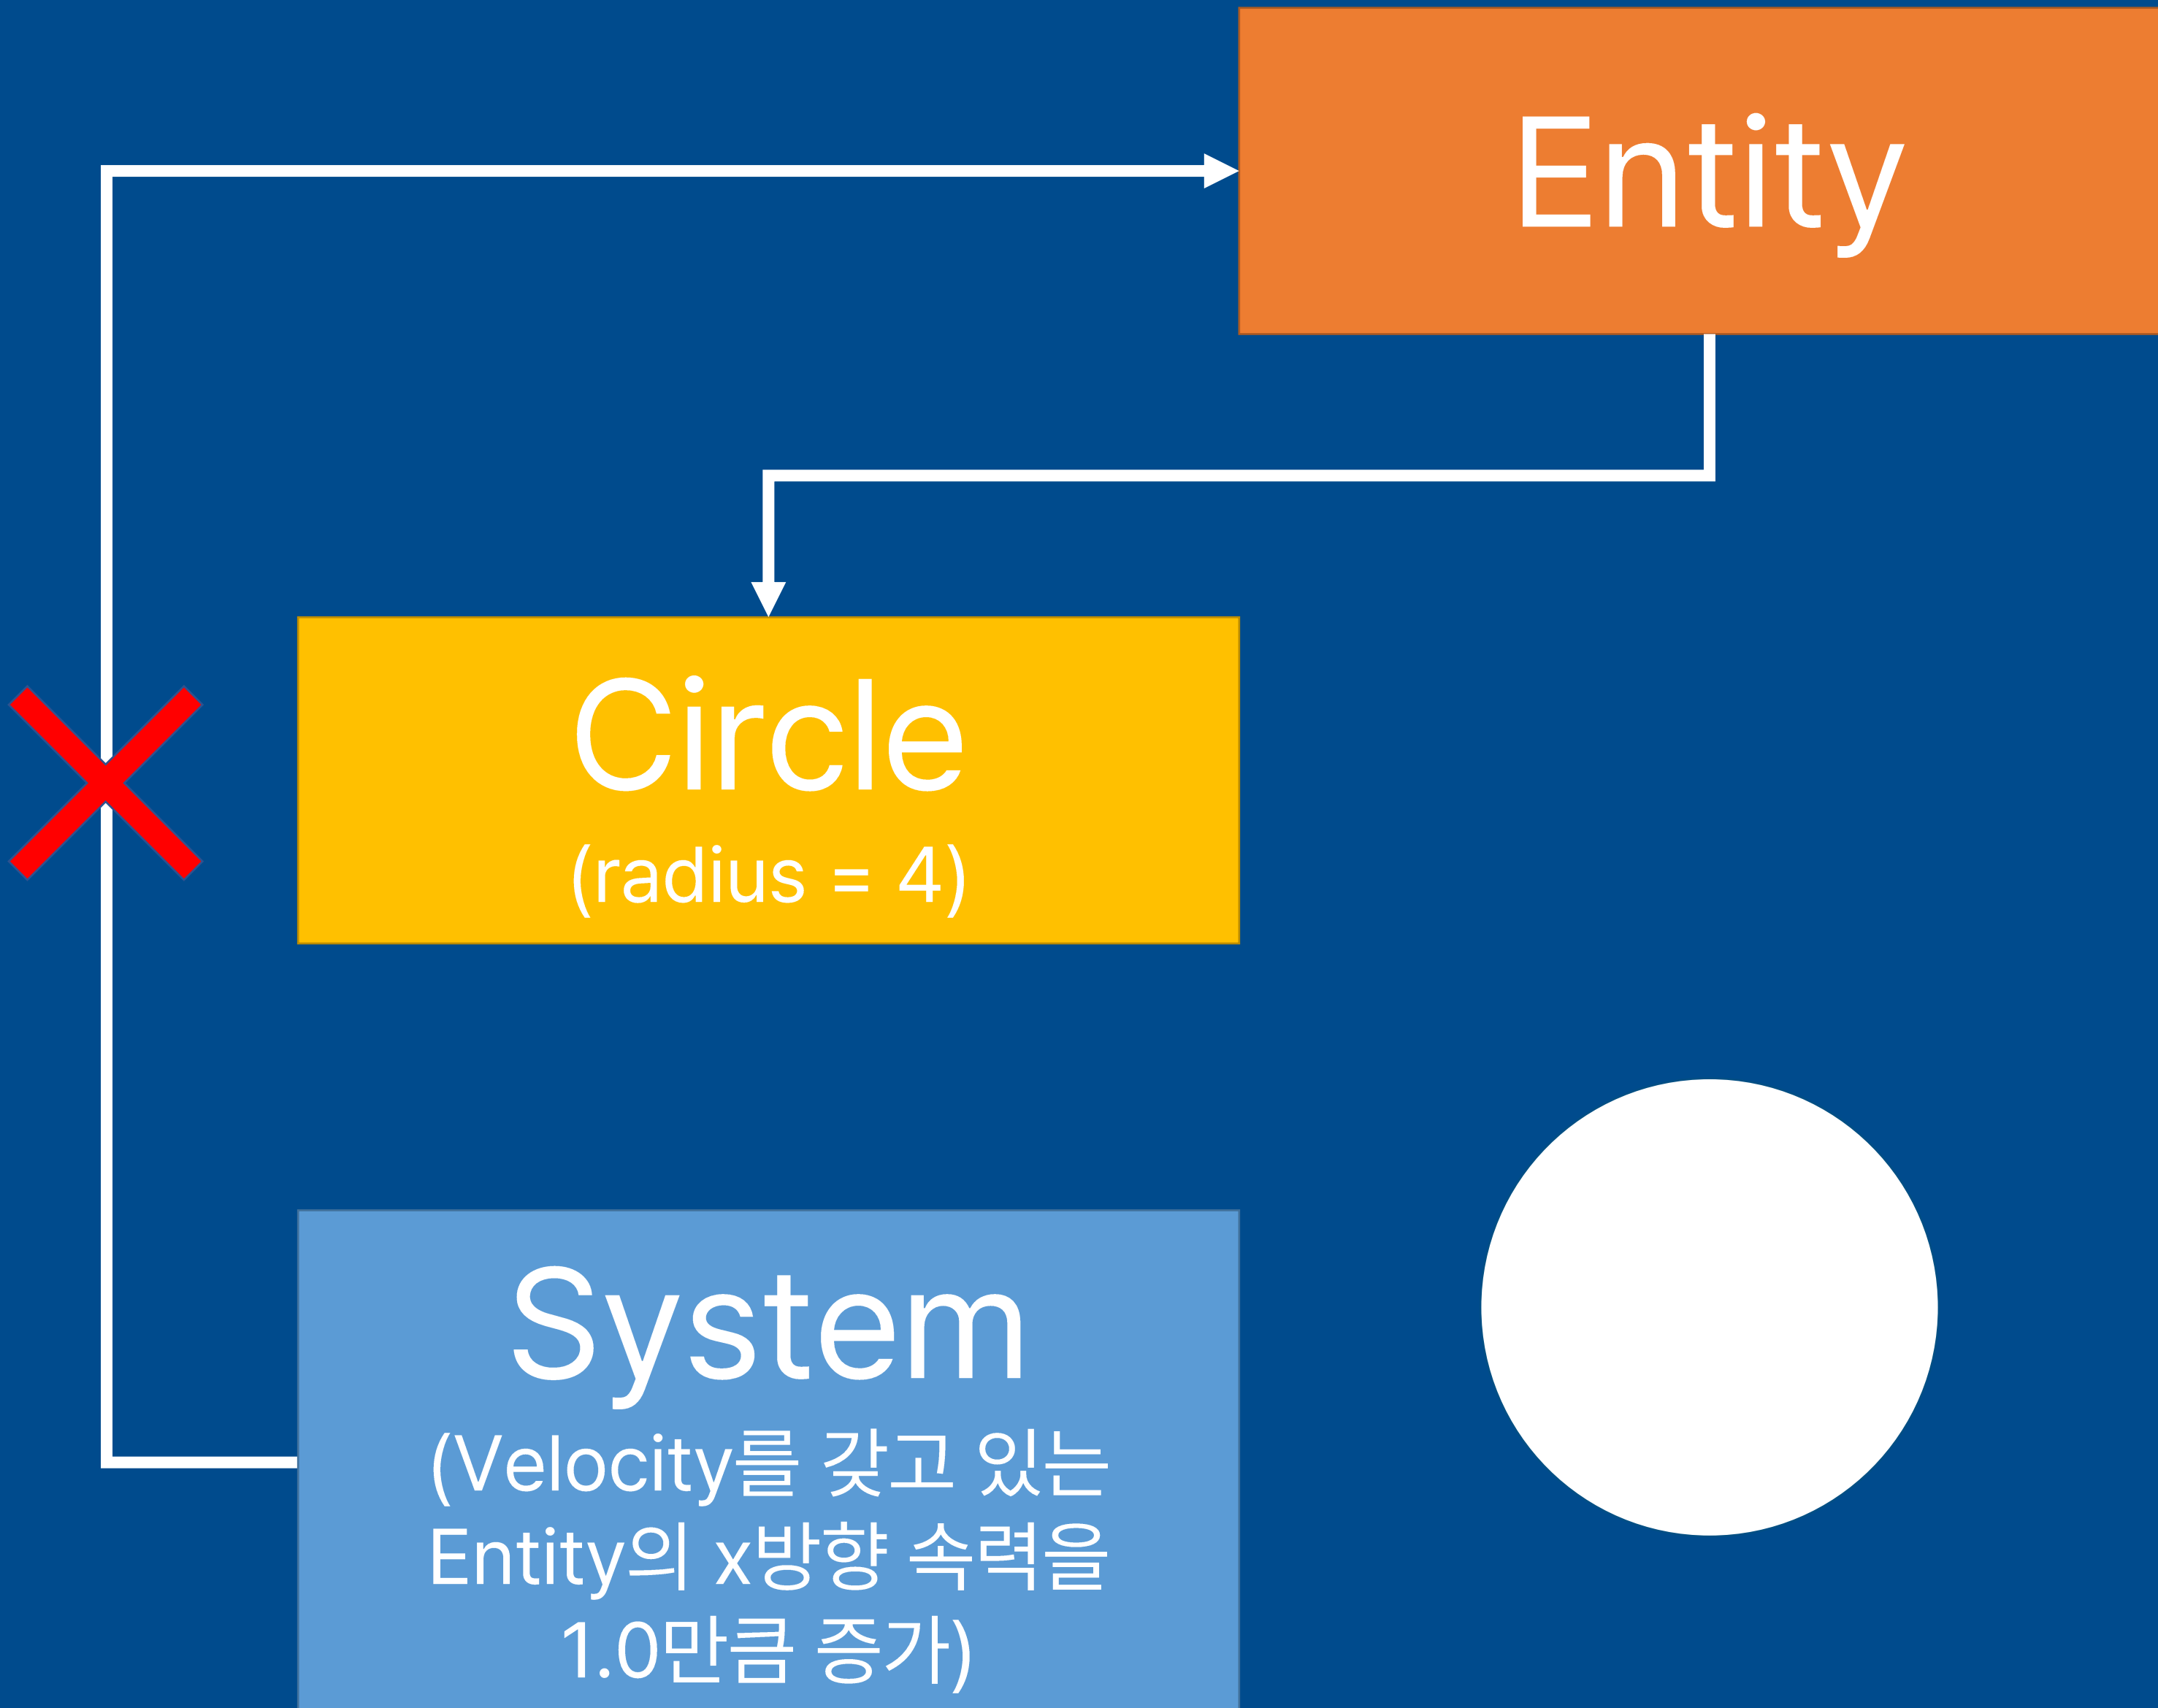 Entity
Circle
(radius = 4)
System
(Velocity를 갖고 있는
Entity의 x방향 속력을
1.0만큼 증가)